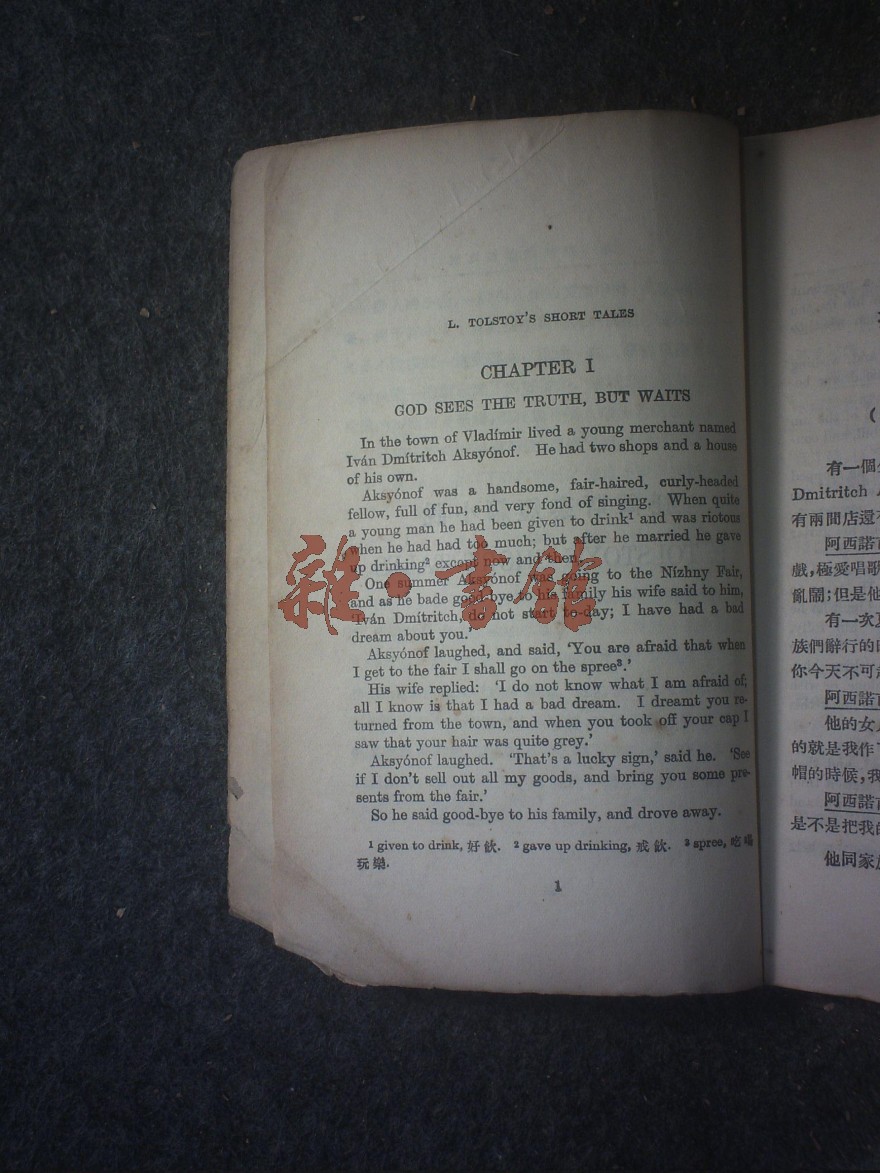 L. TOLSTOY'S SHORT TALES
CHAPTER I
GOD SEES THE TRUTH, BUT WAITS
In the town of Vladímir lived a young merchant named
Iván Dmítritch Aksyónof. He had two shops and a house
of his own.
Aksyónof was a handsome, fair-haired, curly-headed
fellow, full of fun, and very fond of singing. When quite
a young man he had been given to drink¹ and was riotous
when he had had too much; but after he married he gave
up drinking² except now and then.
One summer Aksyónof was going to the Nízhny Fair,
and as he bade good-bye to his family his wife said to him,
'Iván Dmítritch, do not start to-day; I have had a bad
dream about you.'
Aksyónof laughed, and said, 'You are afraid that when
I get to the fair I shall go on the spree³.'
His wife replied: 'I do not know what I am afraid of;
all I know is that I had a bad dream. I dreamt you re-
turned from the town, and when you took off your cap I
saw that your hair was quite grey.'
Aksyónof laughed. 'That's a lucky sign,' said he. 'See
if I don't sell out all my goods, and bring you some pre-
sents from the fair.'
So he said good-bye to his family, and drove away.
¹ given to drink, 好飲. ² gave up drinking, 戒飲. ³ spree, 吃喝
玩樂.
1
雜·書館
(
有一個
Dmitritch A
有兩間店還
阿西諾
戲,極愛唱歌
亂鬧;但是他
有一次
族們辭行的
你今天不可
阿西諾
他的女
的就是我作
帽的時候,我
阿西諾
是不是把我
他同家